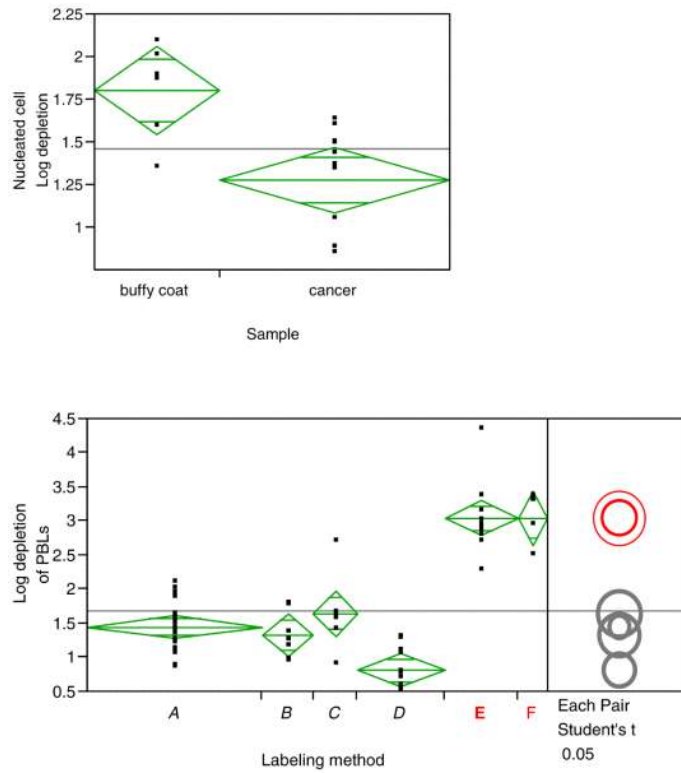 Nucleated cell
Log depletion
2.25
2
1.75
1.5
1.25
1
buffy coat cancer
Sample
Log depletion
of PBLs
4.5
4
3.5
3
2.5
2
1.5
1
0.5
A B C D E F
Labeling method
Each Pair
Student's t
0.05